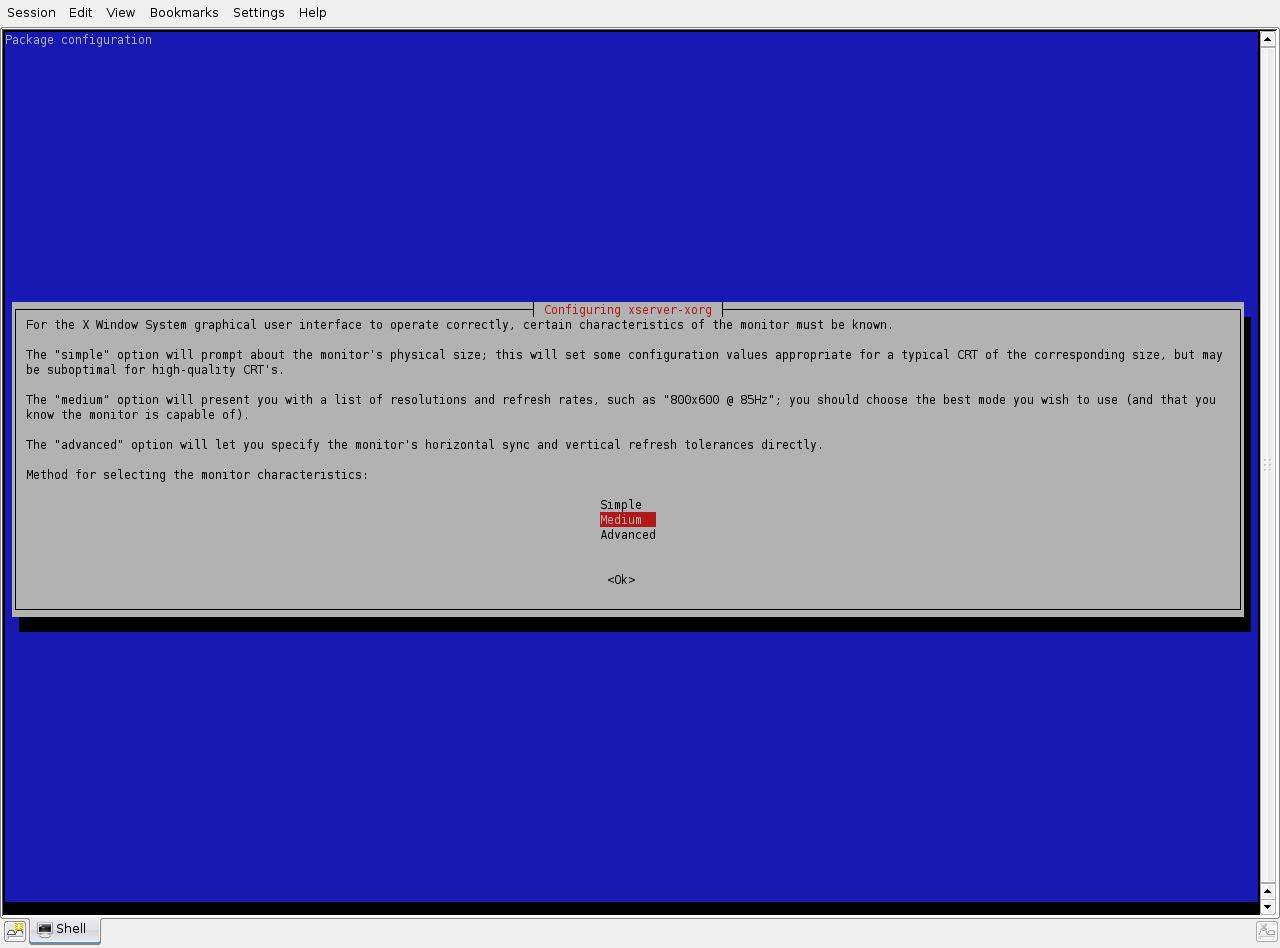 Session Edit View Bookmarks Settings Help
Package configuration
Configuring xserver-xorg
For the X Window System graphical user interface to operate correctly, certain characteristics of the monitor must be known.
The "simple" option will prompt about the monitor's physical size; this will set some configuration values appropriate for a typical CRT of the corresponding size, but may
be suboptimal for high-quality CRT's.
The "medium" option will present you with a list of resolutions and refresh rates, such as "800x600 @ 85Hz"; you should choose the best mode you wish to use (and that you
know the monitor is capable of).
The "advanced" option will let you specify the monitor's horizontal sync and vertical refresh tolerances directly.
Method for selecting the monitor characteristics:
Simple
Medium
Advanced
<Ok>
Shell